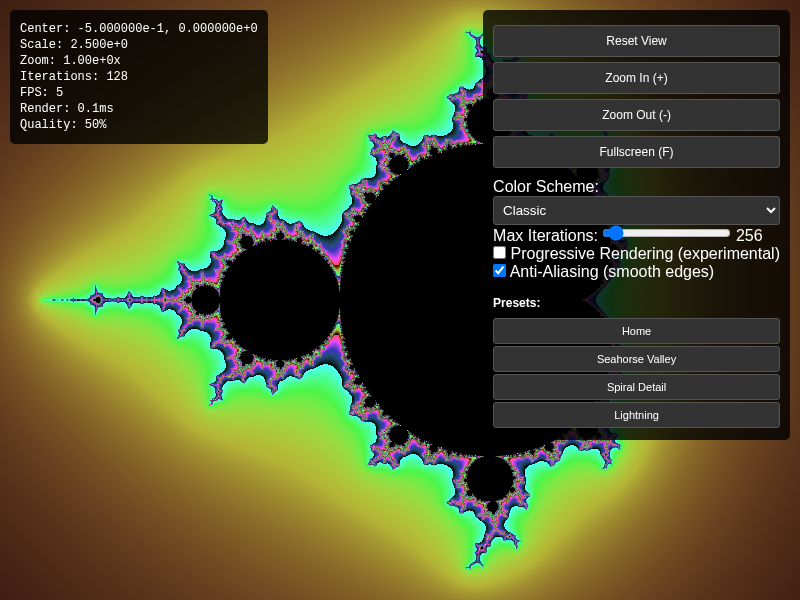 Center: -5.000000e-1, 0.000000e+0
Scale: 2.500e+0
Zoom: 1.00e+0x
Iterations: 128
FPS: 5
Render: 0.1ms
Quality: 50%
Reset View
Zoom In (+)
Zoom Out (-)
Fullscreen (F)
Color Scheme:
Classic
Max Iterations: 256
Progressive Rendering (experimental)
Anti-Aliasing (smooth edges)
Presets:
Home
Seahorse Valley
Spiral Detail
Lightning